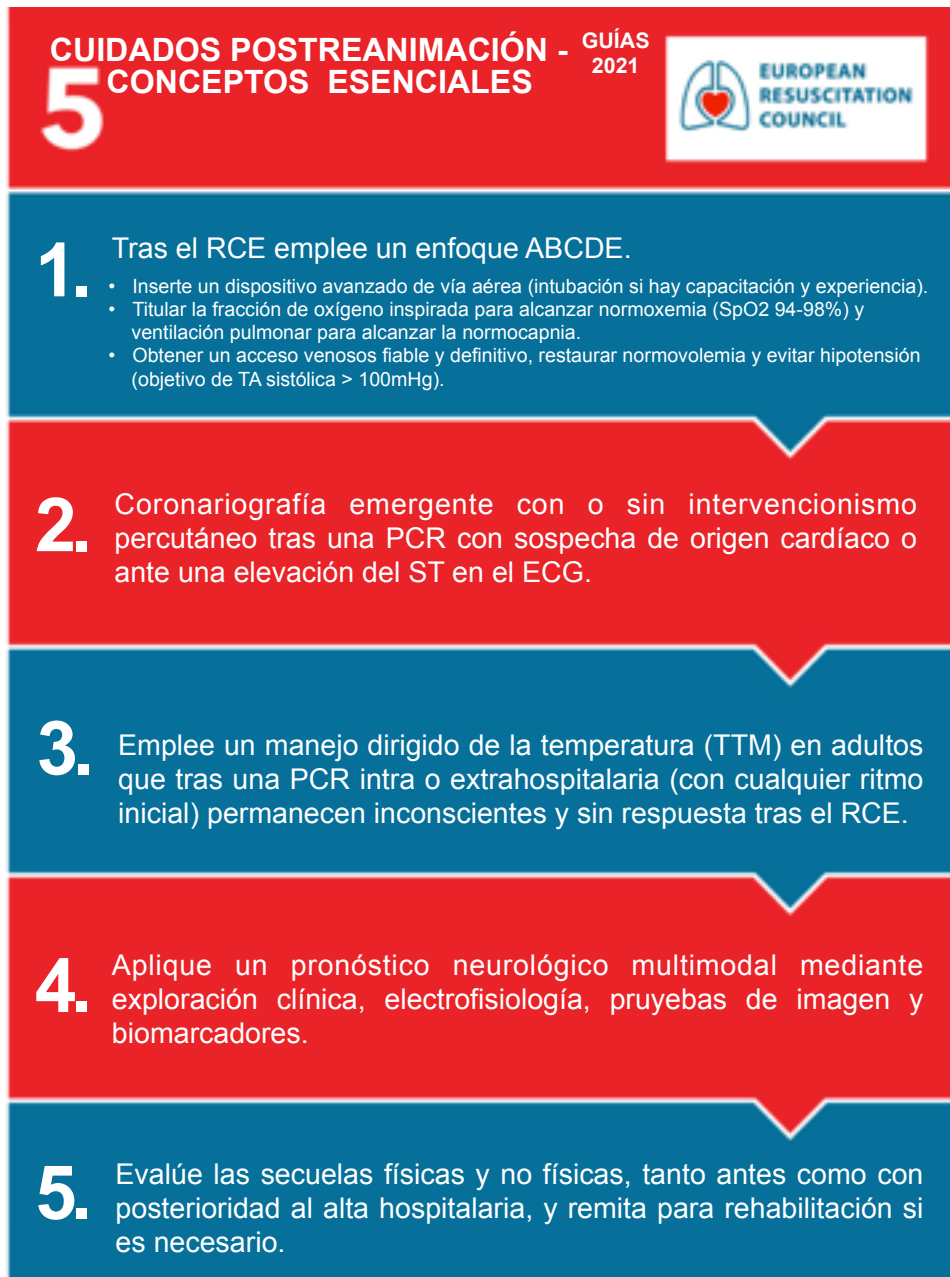 CUIDADOS POSTREANIMACIÓN -
GUÍAS
2021
5 CONCEPTOS ESENCIALES
EUROPEAN
RESUSCITATION
COUNCIL
1. Tras el RCE emplee un enfoque ABCDE.
• Inserte un dispositivo avanzado de vía aérea (intubación si hay capacitación y experiencia).
• Titular la fracción de oxígeno inspirada para alcanzar normoxemia (SpO2 94-98%) y
ventilación pulmonar para alcanzar la normocapnia.
• Obtener un acceso venosos fiable y definitivo, restaurar normovolemia y evitar hipotensión
(objetivo de TA sistólica > 100mHg).
2. Coronariografía emergente con o sin intervencionismo
percutáneo tras una PCR con sospecha de origen cardíaco o
ante una elevación del ST en el ECG.
3. Emplee un manejo dirigido de la temperatura (TTM) en adultos
que tras una PCR intra o extrahospitalaria (con cualquier ritmo
inicial) permanecen inconscientes y sin respuesta tras el RCE.
4. Aplique un pronóstico neurológico multimodal mediante
exploración clínica, electrofisiología, pruyebas de imagen y
biomarcadores.
5. Evalúe las secuelas físicas y no físicas, tanto antes como con
posterioridad al alta hospitalaria, y remita para rehabilitación si
es necesario.